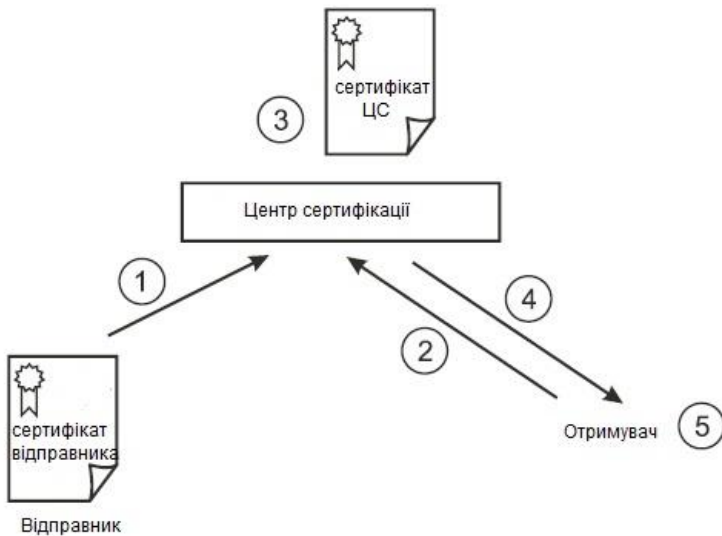 сертифікат
ЦС
3
Центр сертифікації
1
4
2
сертифікат
відправника
Отримувач
5
Відправник